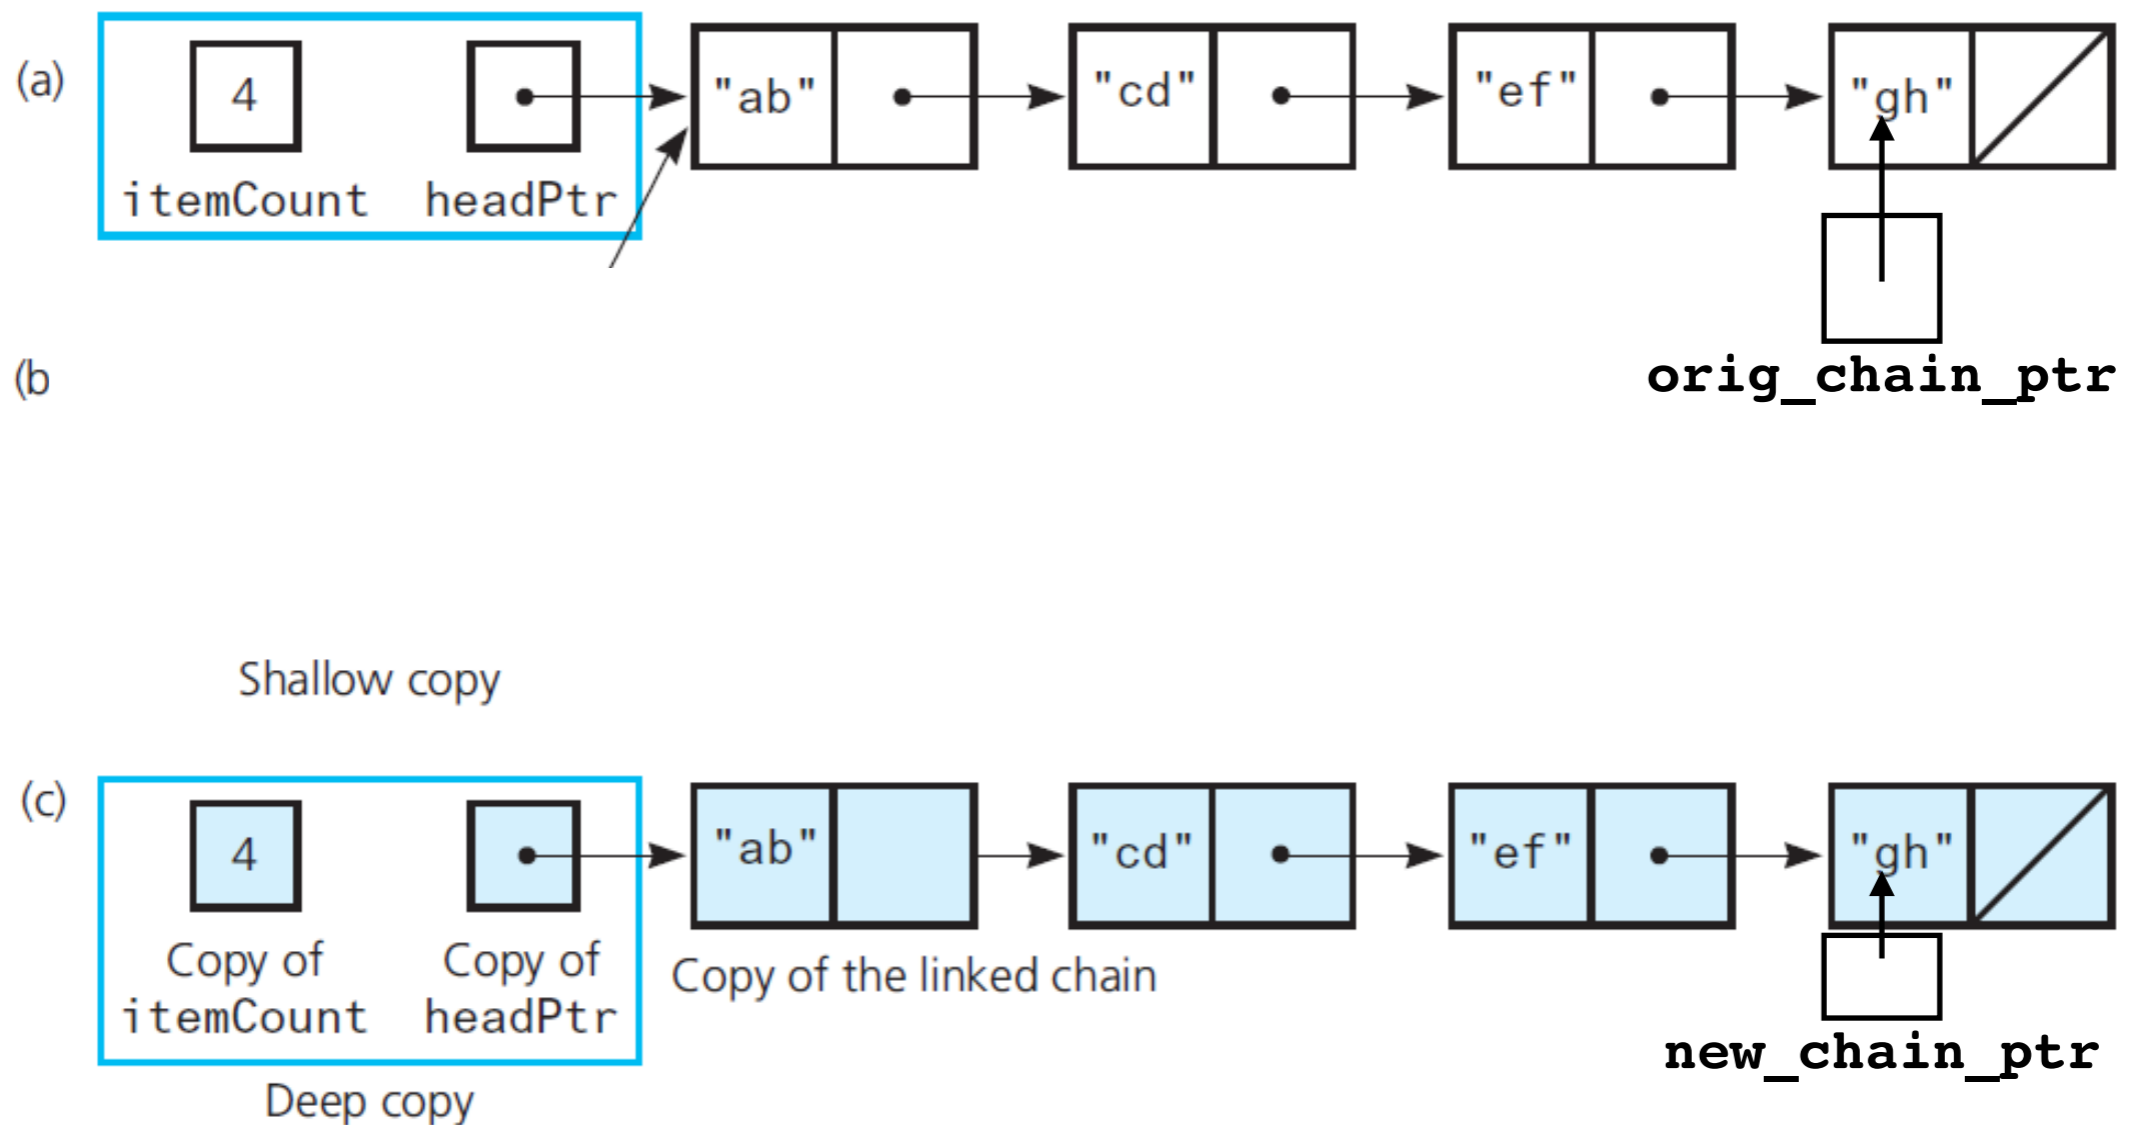 (a)
4
itemCount
headPtr
"ab"
"cd"
"ef"
"gh"
orig_chain_ptr
(b
Shallow copy
(c)
4
Copy of
itemCount
Copy of
headPtr
"ab"
"cd"
"ef"
"gh"
Copy of the linked chain
new_chain_ptr
Deep copy